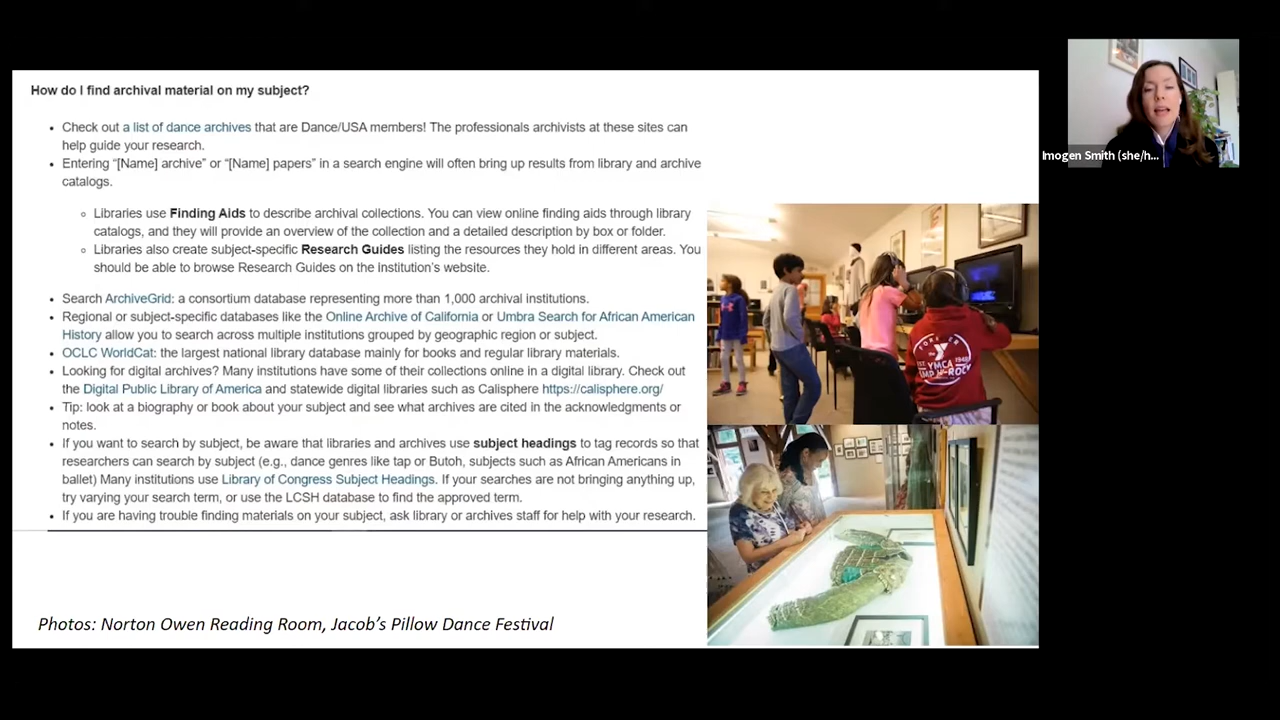 How do I find archival material on my subject?
• Check out a list of dance archives that are Dance/USA members! The professionals archivists at these sites can
help guide your research.
• Entering “[Name] archive” or “[Name] papers” in a search engine will often bring up results from library and archive
catalogs.
◦ Libraries use Finding Aids to describe archival collections. You can view online finding aids through library
catalogs, and they will provide an overview of the collection and a detailed description by box or folder.
◦ Libraries also create subject-specific Research Guides listing the resources they hold in different areas. You
should be able to browse Research Guides on the institution’s website.
• Search ArchiveGrid: a consortium database representing more than 1,000 archival institutions.
• Regional or subject-specific databases like the Online Archive of California or Umbra Search for African American
History allow you to search across multiple institutions grouped by geographic region or subject.
• OCLC WorldCat: the largest national library database mainly for books and regular library materials.
• Looking for digital archives? Many institutions have some of their collections online in a digital library. Check out
the Digital Public Library of America and statewide digital libraries such as Calisphere https://calisphere.org/
• Tip: look at a biography or book about your subject and see what archives are cited in the acknowledgments or
notes.
• If you want to search by subject, be aware that libraries and archives use subject headings to tag records so that
researchers can search by subject (e.g., dance genres like tap or Butoh, subjects such as African Americans in
ballet) Many institutions use Library of Congress Subject Headings. If your searches are not bringing anything up,
try varying your search term, or use the LCSH database to find the approved term.
• If you are having trouble finding materials on your subject, ask library or archives staff for help with your research.
Photos: Norton Owen Reading Room, Jacob’s Pillow Dance Festival
Imogen Smith (she/h...
the
YMCA